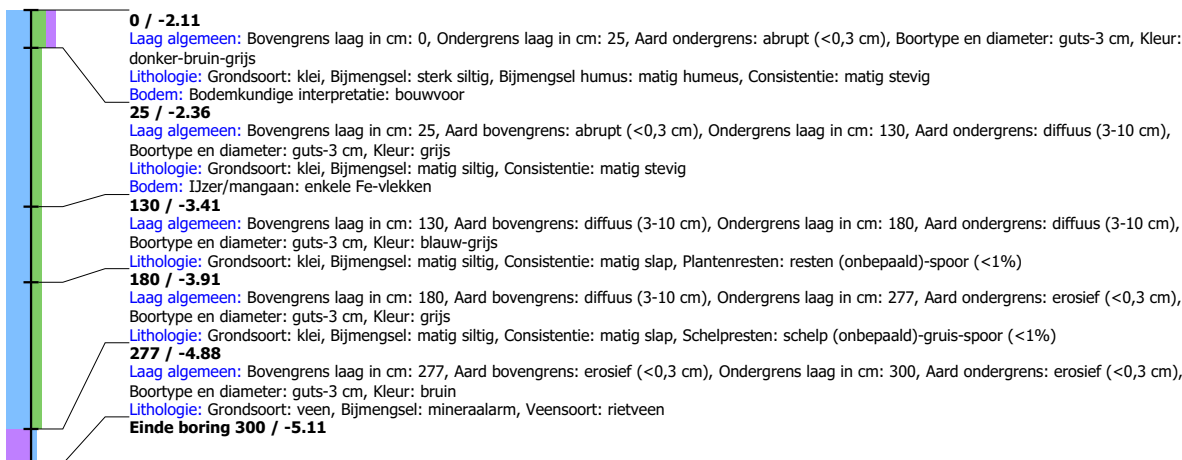 0 / -2.11
Laag algemeen: Bovengrens laag in cm: 0, Ondergrens laag in cm: 25, Aard ondergrens: abrupt (<0,3 cm), Boortype en diameter: guts-3 cm, Kleur:
donker-bruin-grijs
Lithologie: Grondsoort: klei, Bijmengsel: sterk siltig, Bijmengsel humus: matig humeus, Consistentie: matig stevig
Bodem: Bodemkundige interpretatie: bouwvoor
25 / -2.36
Laag algemeen: Bovengrens laag in cm: 25, Aard bovengrens: abrupt (<0,3 cm), Ondergrens laag in cm: 130, Aard ondergrens: diffuus (3-10 cm),
Boortype en diameter: guts-3 cm, Kleur: grijs
Lithologie: Grondsoort: klei, Bijmengsel: matig siltig, Consistentie: matig stevig
Bodem: IJzer/mangaan: enkele Fe-vlekken
130 / -3.41
Laag algemeen: Bovengrens laag in cm: 130, Aard bovengrens: diffuus (3-10 cm), Ondergrens laag in cm: 180, Aard ondergrens: diffuus (3-10 cm),
Boortype en diameter: guts-3 cm, Kleur: blauw-grijs
Lithologie: Grondsoort: klei, Bijmengsel: matig siltig, Consistentie: matig slap, Plantenresten: resten (onbepaald)-spoor (<1%)
180 / -3.91
Laag algemeen: Bovengrens laag in cm: 180, Aard bovengrens: diffuus (3-10 cm), Ondergrens laag in cm: 277, Aard ondergrens: erosief (<0,3 cm),
Boortype en diameter: guts-3 cm, Kleur: grijs
Lithologie: Grondsoort: klei, Bijmengsel: matig siltig, Consistentie: matig slap, Schelpresten: schelp (onbepaald)-gruis-spoor (<1%)
277 / -4.88
Laag algemeen: Bovengrens laag in cm: 277, Aard bovengrens: erosief (<0,3 cm), Ondergrens laag in cm: 300, Aard ondergrens: erosief (<0,3 cm),
Boortype en diameter: guts-3 cm, Kleur: bruin
Lithologie: Grondsoort: veen, Bijmengsel: mineraalarm, Veensoort: rietveen
Einde boring 300 / -5.11